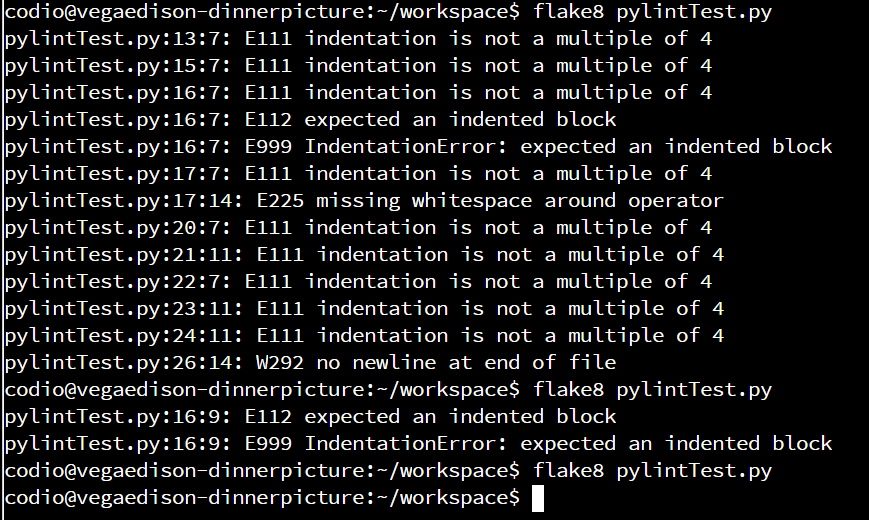 codio@vegaedison-dinnerpicture:~/workspace$ flake8 pylintTest.py
pylintTest.py:13:7: E111 indentation is not a multiple of 4
pylintTest.py:15:7: E111 indentation is not a multiple of 4
pylintTest.py:16:7: E111 indentation is not a multiple of 4
pylintTest.py:16:7: E112 expected an indented block
pylintTest.py:16:7: E999 IndentationError: expected an indented block
pylintTest.py:17:7: E111 indentation is not a multiple of 4
pylintTest.py:17:14: E225 missing whitespace around operator
pylintTest.py:20:7: E111 indentation is not a multiple of 4
pylintTest.py:21:11: E111 indentation is not a multiple of 4
pylintTest.py:22:7: E111 indentation is not a multiple of 4
pylintTest.py:23:11: E111 indentation is not a multiple of 4
pylintTest.py:24:11: E111 indentation is not a multiple of 4
pylintTest.py:26:14: W292 no newline at end of file
codio@vegaedison-dinnerpicture:~/workspace$ flake8 pylintTest.py
pylintTest.py:16:9: E112 expected an indented block
pylintTest.py:16:9: E999 IndentationError: expected an indented block
codio@vegaedison-dinnerpicture:~/workspace$ flake8 pylintTest.py
codio@vegaedison-dinnerpicture:~/workspace$